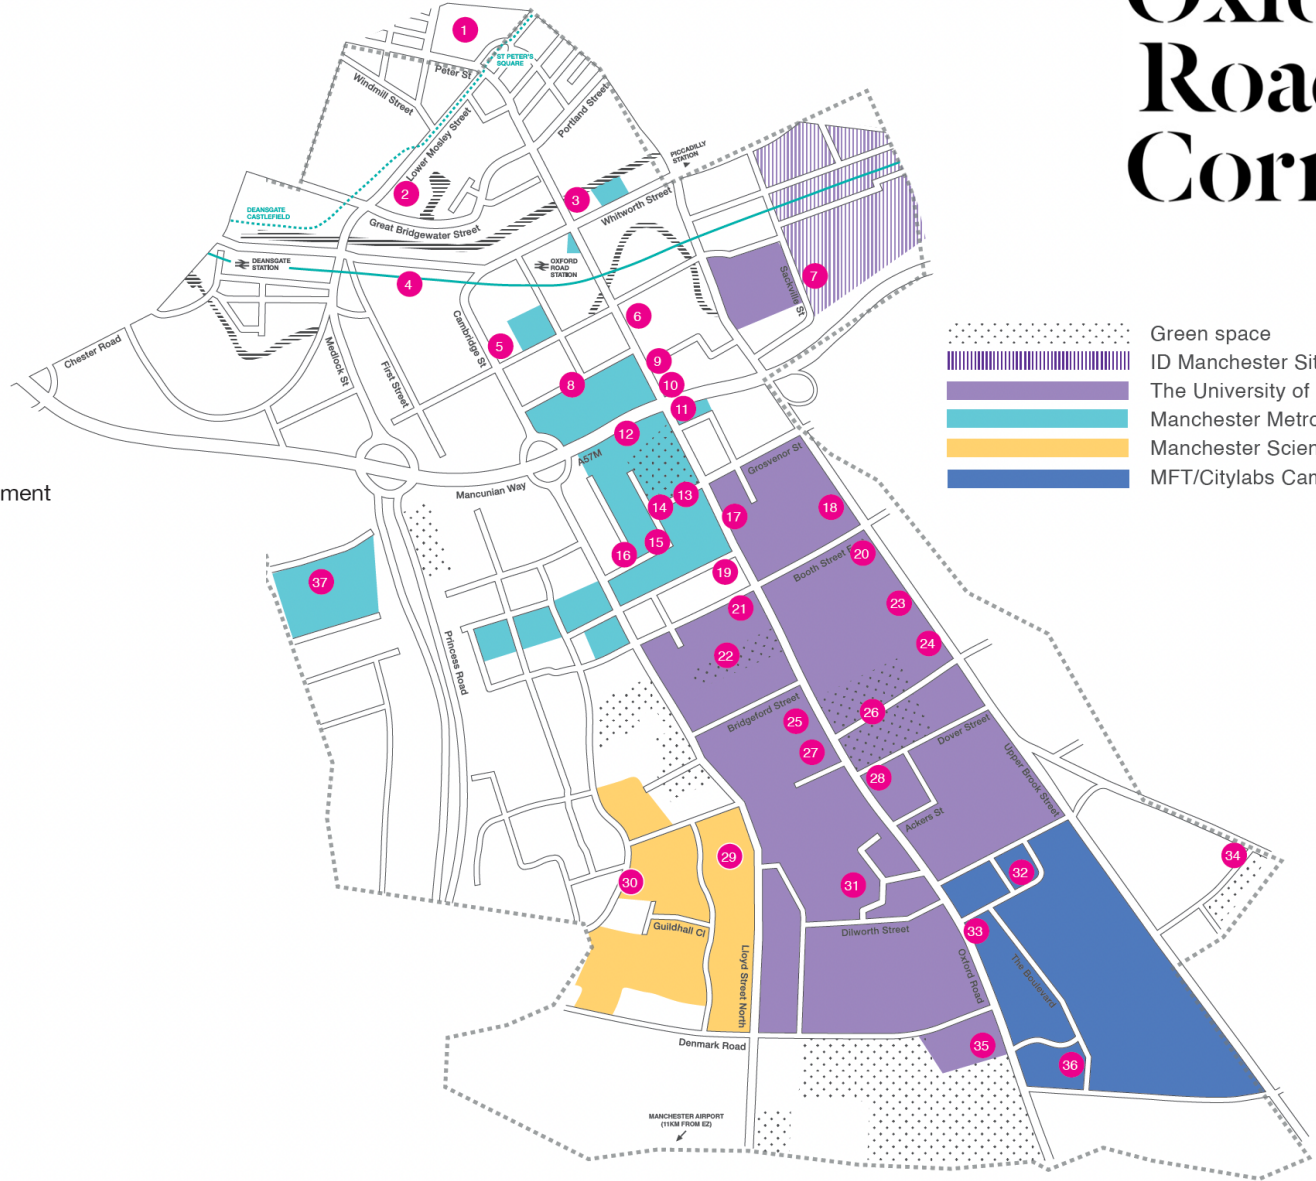 Roa
Corr
1
ST PETER'S
SQUARE
Peter St
Windmill Street
Portland Street
Lower Mosley Street
PICCADILLY
STATION
2
3
Whitworth Street
DEANSGATE
CASTLEFIELD
Great Bridgewater Street
DEANSGATE
STATION
OXFORD
ROAD
STATION
4
Sackville St
7
6
Cambridge St
5
Chester Road
Medlock St
First Street
9
8
10
11
12
A57M
Grosvenor St
Mancunian Way
13
14
17
18
15
16
Booth Street E
20
19
37
21
23
24
22
Princess Road
Bridgeford Street
25
26
27
Dover Street
28
Upper Brook Street
Ackers St
29
30
31
32
34
Guildhall Cl
Dilworth Street
33
Lloyd Street North
Oxford Road
The Boulevard
35
36
Denmark Road
MANCHESTER AIRPORT
(11KM FROM EZ)
Green space
ID Manchester Sit
The University of
Manchester Metro
Manchester Scien
MFT/Citylabs Can
ment